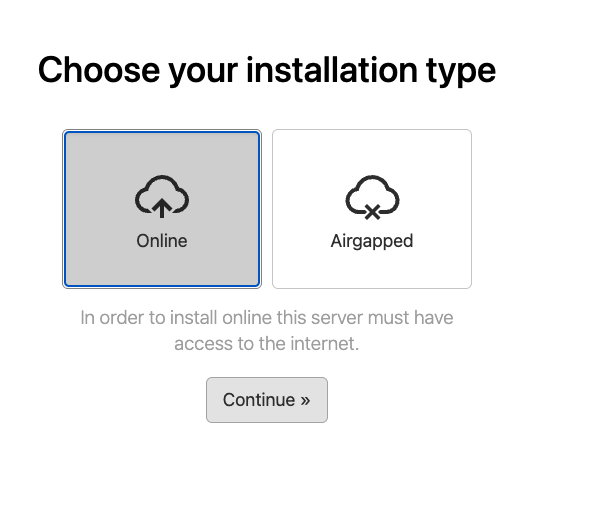 Choose your installation type
Online
Airgapped
In order to install online this server must have
access to the internet.
Continue »